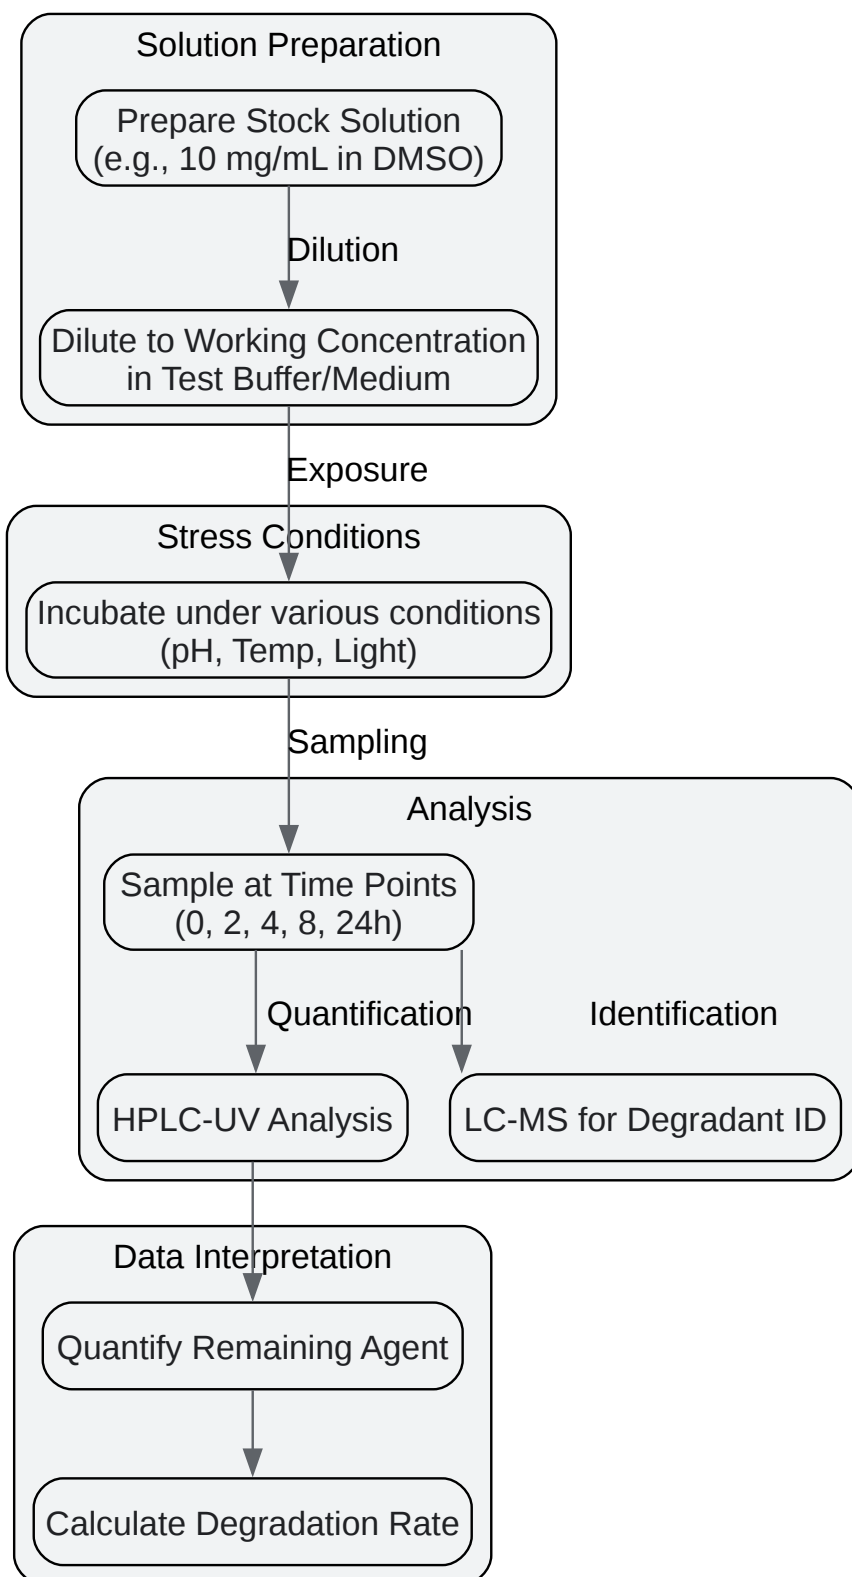 Solution Preparation
Prepare Stock Solution
(e.g., 10 mg/mL in DMSO)
Dilution
Dilute to Working Concentration
in Test Buffer/Medium
Exposure
Stress Conditions
Incubate under various conditions
(pH, Temp, Light)
Sampling
Analysis
Sample at Time Points
(0, 2, 4, 8, 24h)
Quantification
Identification
HPLC-UV Analysis
LC-MS for Degradant ID
Data Interpretation
Quantify Remaining Agent
Calculate Degradation Rate